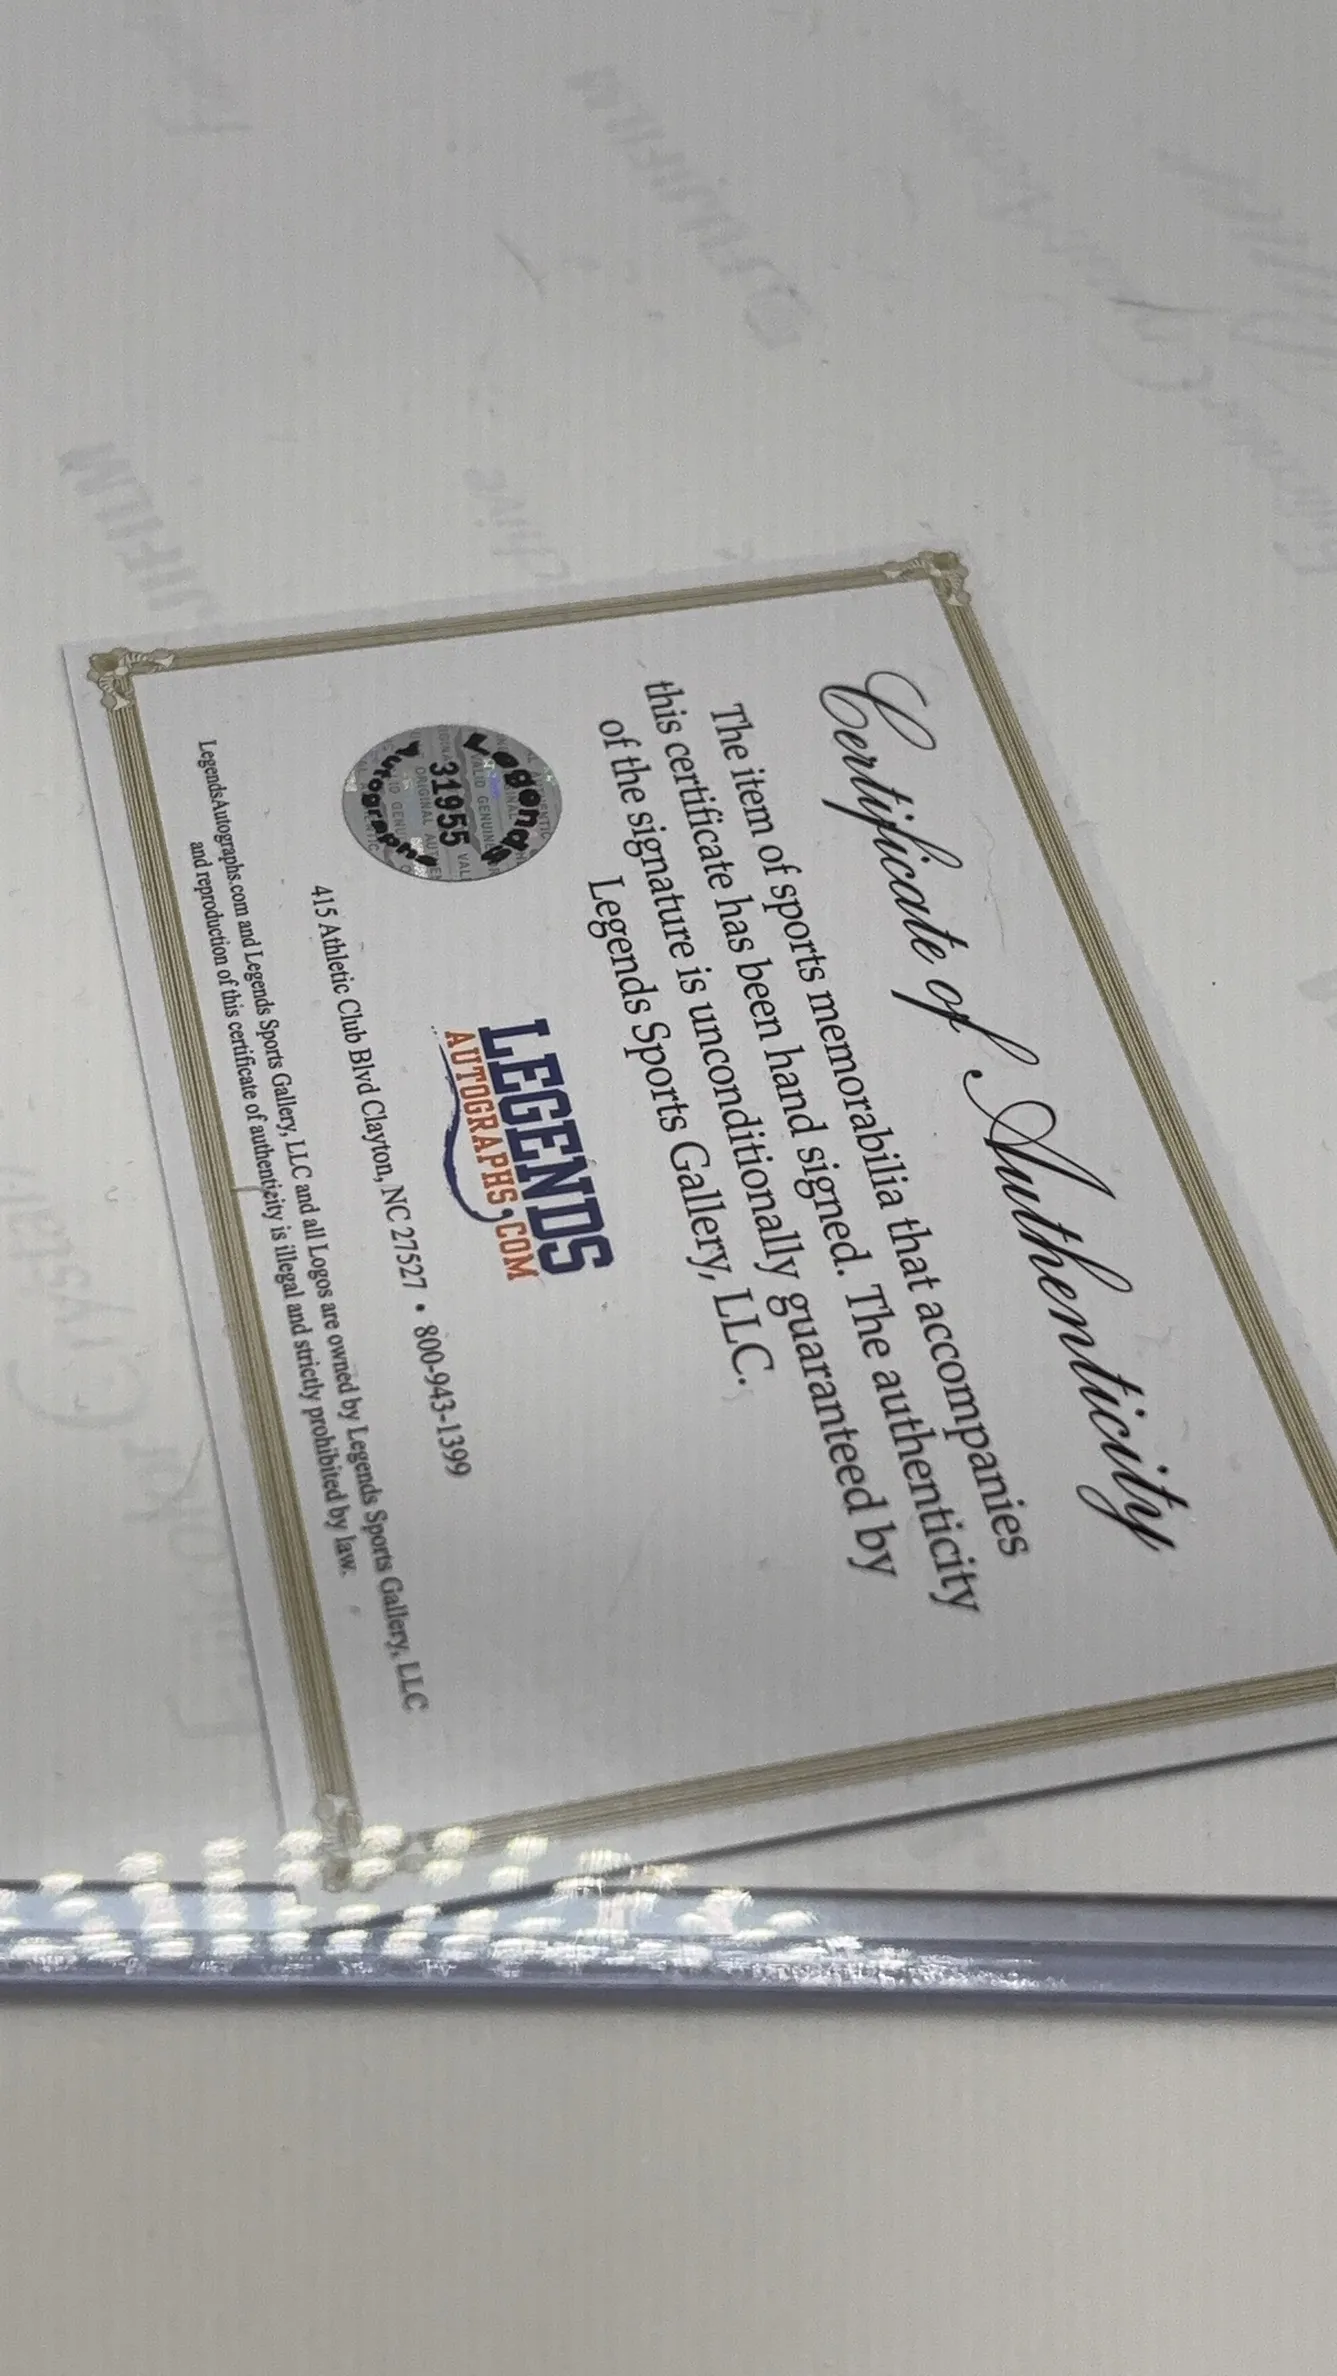 Certificate of Authenticity
The item of sports memorabilia that accompanies
this certificate has been hand signed. The authenticity
of the signature is unconditionally guaranteed by
Legends Sports Gallery, LLC.
Legends
31955
Autographs
LEGENDS
AUTOGRAPHS.COM
415 Athletic Club Blvd Clayton, NC 27527 • 800-943-1399
LegendsAutographs.com and Legends Sports Gallery, LLC and all Logos are owned by Legends Sports Gallery, LLC
and reproduction of this certificate of authenticity is illegal and strictly prohibited by law.